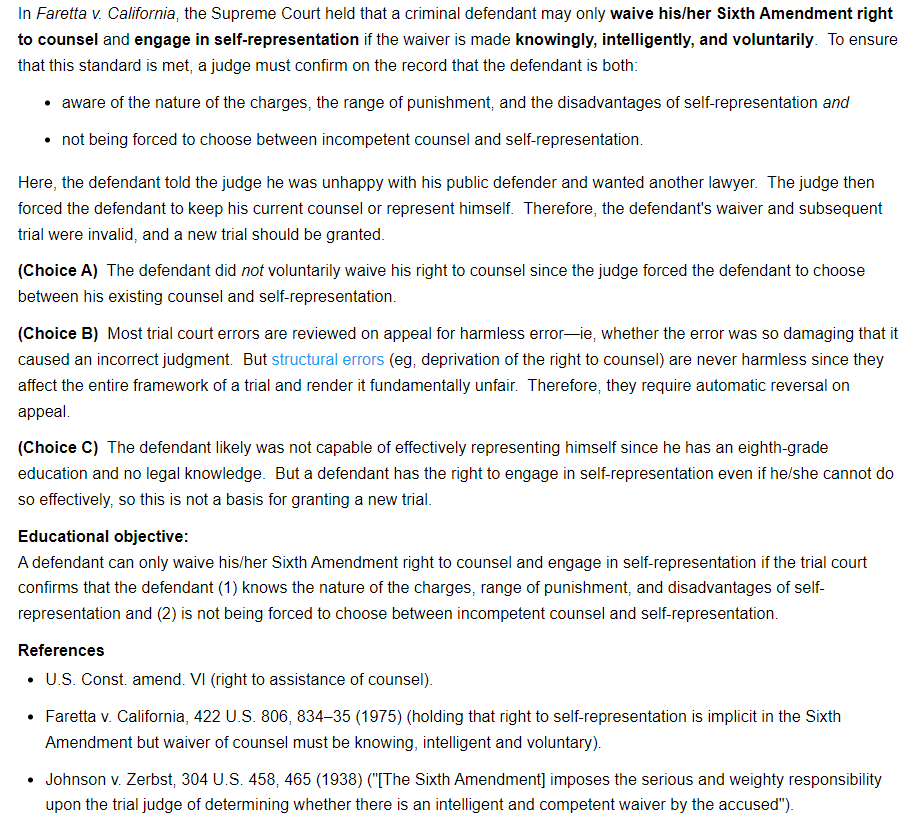 In Faretta v. California, the Supreme Court held that a criminal defendant may only waive his/her Sixth Amendment right
to counsel and engage in self-representation if the waiver is made knowingly, intelligently, and voluntarily.  To ensure
that this standard is met, a judge must confirm on the record that the defendant is both:
• aware of the nature of the charges, the range of punishment, and the disadvantages of self-representation and
• not being forced to choose between incompetent counsel and self-representation.
Here, the defendant told the judge he was unhappy with his public defender and wanted another lawyer.  The judge then
forced the defendant to keep his current counsel or represent himself.  Therefore, the defendant's waiver and subsequent
trial were invalid, and a new trial should be granted.
(Choice A)  The defendant did not voluntarily waive his right to counsel since the judge forced the defendant to choose
between his existing counsel and self-representation.
(Choice B)  Most trial court errors are reviewed on appeal for harmless error—ie, whether the error was so damaging that it
caused an incorrect judgment.  But structural errors (eg, deprivation of the right to counsel) are never harmless since they
affect the entire framework of a trial and render it fundamentally unfair.  Therefore, they require automatic reversal on
appeal.
(Choice C)  The defendant likely was not capable of effectively representing himself since he has an eighth-grade
education and no legal knowledge.  But a defendant has the right to engage in self-representation even if he/she cannot do
so effectively, so this is not a basis for granting a new trial.
Educational objective:
A defendant can only waive his/her Sixth Amendment right to counsel and engage in self-representation if the trial court
confirms that the defendant (1) knows the nature of the charges, range of punishment, and disadvantages of self-
representation and (2) is not being forced to choose between incompetent counsel and self-representation.
References
• U.S. Const. amend. VI (right to assistance of counsel).
• Faretta v. California, 422 U.S. 806, 834–35 (1975) (holding that right to self-representation is implicit in the Sixth
Amendment but waiver of counsel must be knowing, intelligent and voluntary).
• Johnson v. Zerbst, 304 U.S. 458, 465 (1938) ("[The Sixth Amendment] imposes the serious and weighty responsibility
upon the trial judge of determining whether there is an intelligent and competent waiver by the accused").